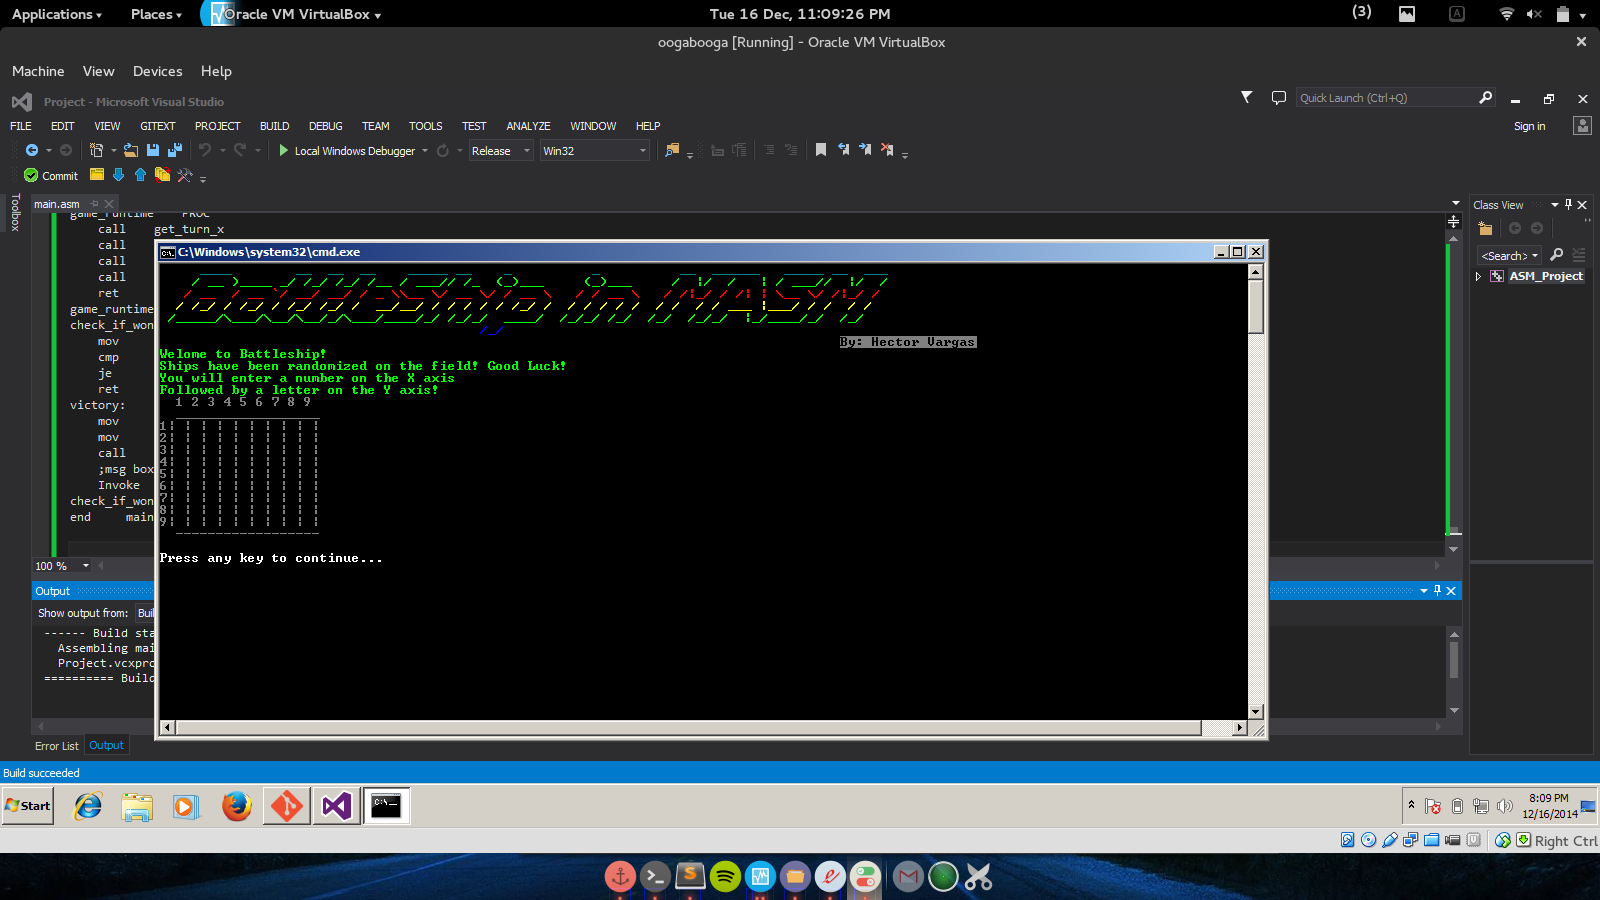 Applications Places Oracle VM VirtualBox Tue 16 Dec, 11:09:26 PM (3) A
oogabooga [Running] - Oracle VM VirtualBox
Machine View Devices Help
Project - Microsoft Visual Studio Quick Launch (Ctrl+Q)
FILE EDIT VIEW GITEXT PROJECT BUILD DEBUG TEAM TOOLS TEST ANALYZE WINDOW HELP Sign in
Local Windows Debugger Release Win32
Commit
Toolbox
main.asm
game_runtime PROC
call get_turn_x
call
call
call
ret
game_runtime
check_if_won
mov
cmp
je
ret
victory:
mov
mov
call
;msg box
Invoke
check_if_won
end main
100 %
Class View
<Search>
ASM_Project
C:\Windows\system32\cmd.exe
BattleShip in MASM
By: Hector Vargas
Welome to Battleship!
Ships have been randomized on the field! Good Luck!
You will enter a number on the X axis
Followed by a letter on the Y axis!
1 2 3 4 5 6 7 8 9
1
2
3
4
5
6
7
8
9
Press any key to continue...
Output
Show output from: Buil
------ Build sta
Assembling mai
Project.vcxpro
========== Build
Error List Output
Build succeeded
Start
8:09 PM
12/16/2014
Right Ctrl